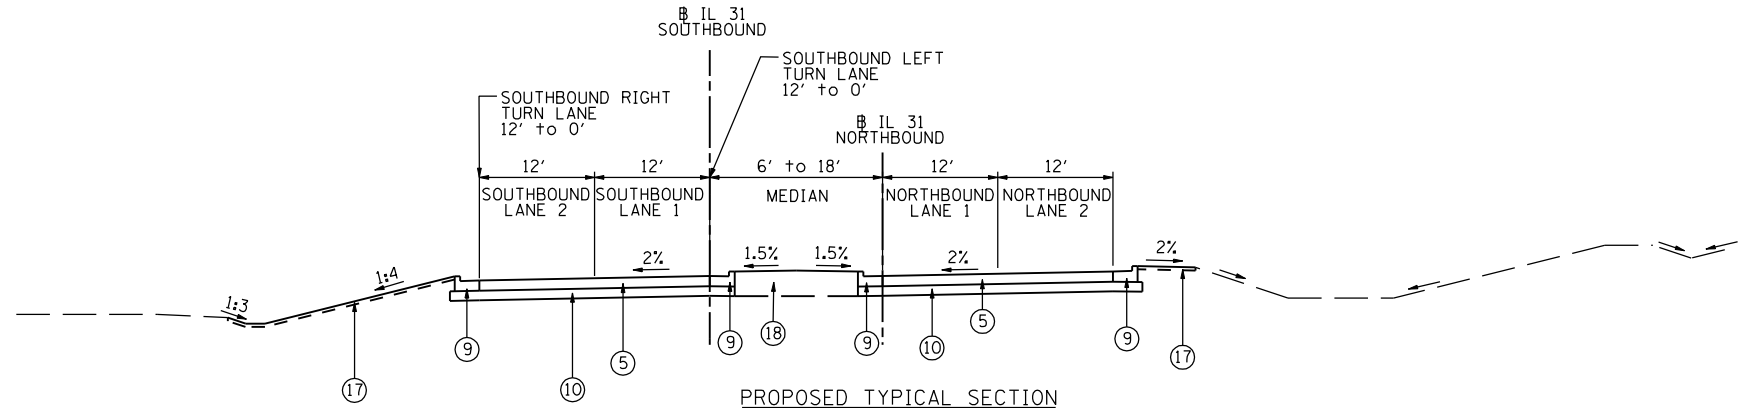 ℄ IL 31
SOUTHBOUND
SOUTHBOUND LEFT
TURN LANE
12' to 0'
SOUTHBOUND RIGHT
TURN LANE
12' to 0'
IL 31
NORTHBOUND
12'
12'
6' to 18'
12'
12'
SOUTHBOUND
LANE 2
SOUTHBOUND
LANE 1
MEDIAN
NORTHBOUND
LANE 1
NORTHBOUND
LANE 2
2%
1.5%
1.5%
2%
2%
1:4
1:3
9
5
9
18
9
10
5
9
17
17
10
PROPOSED TYPICAL SECTION